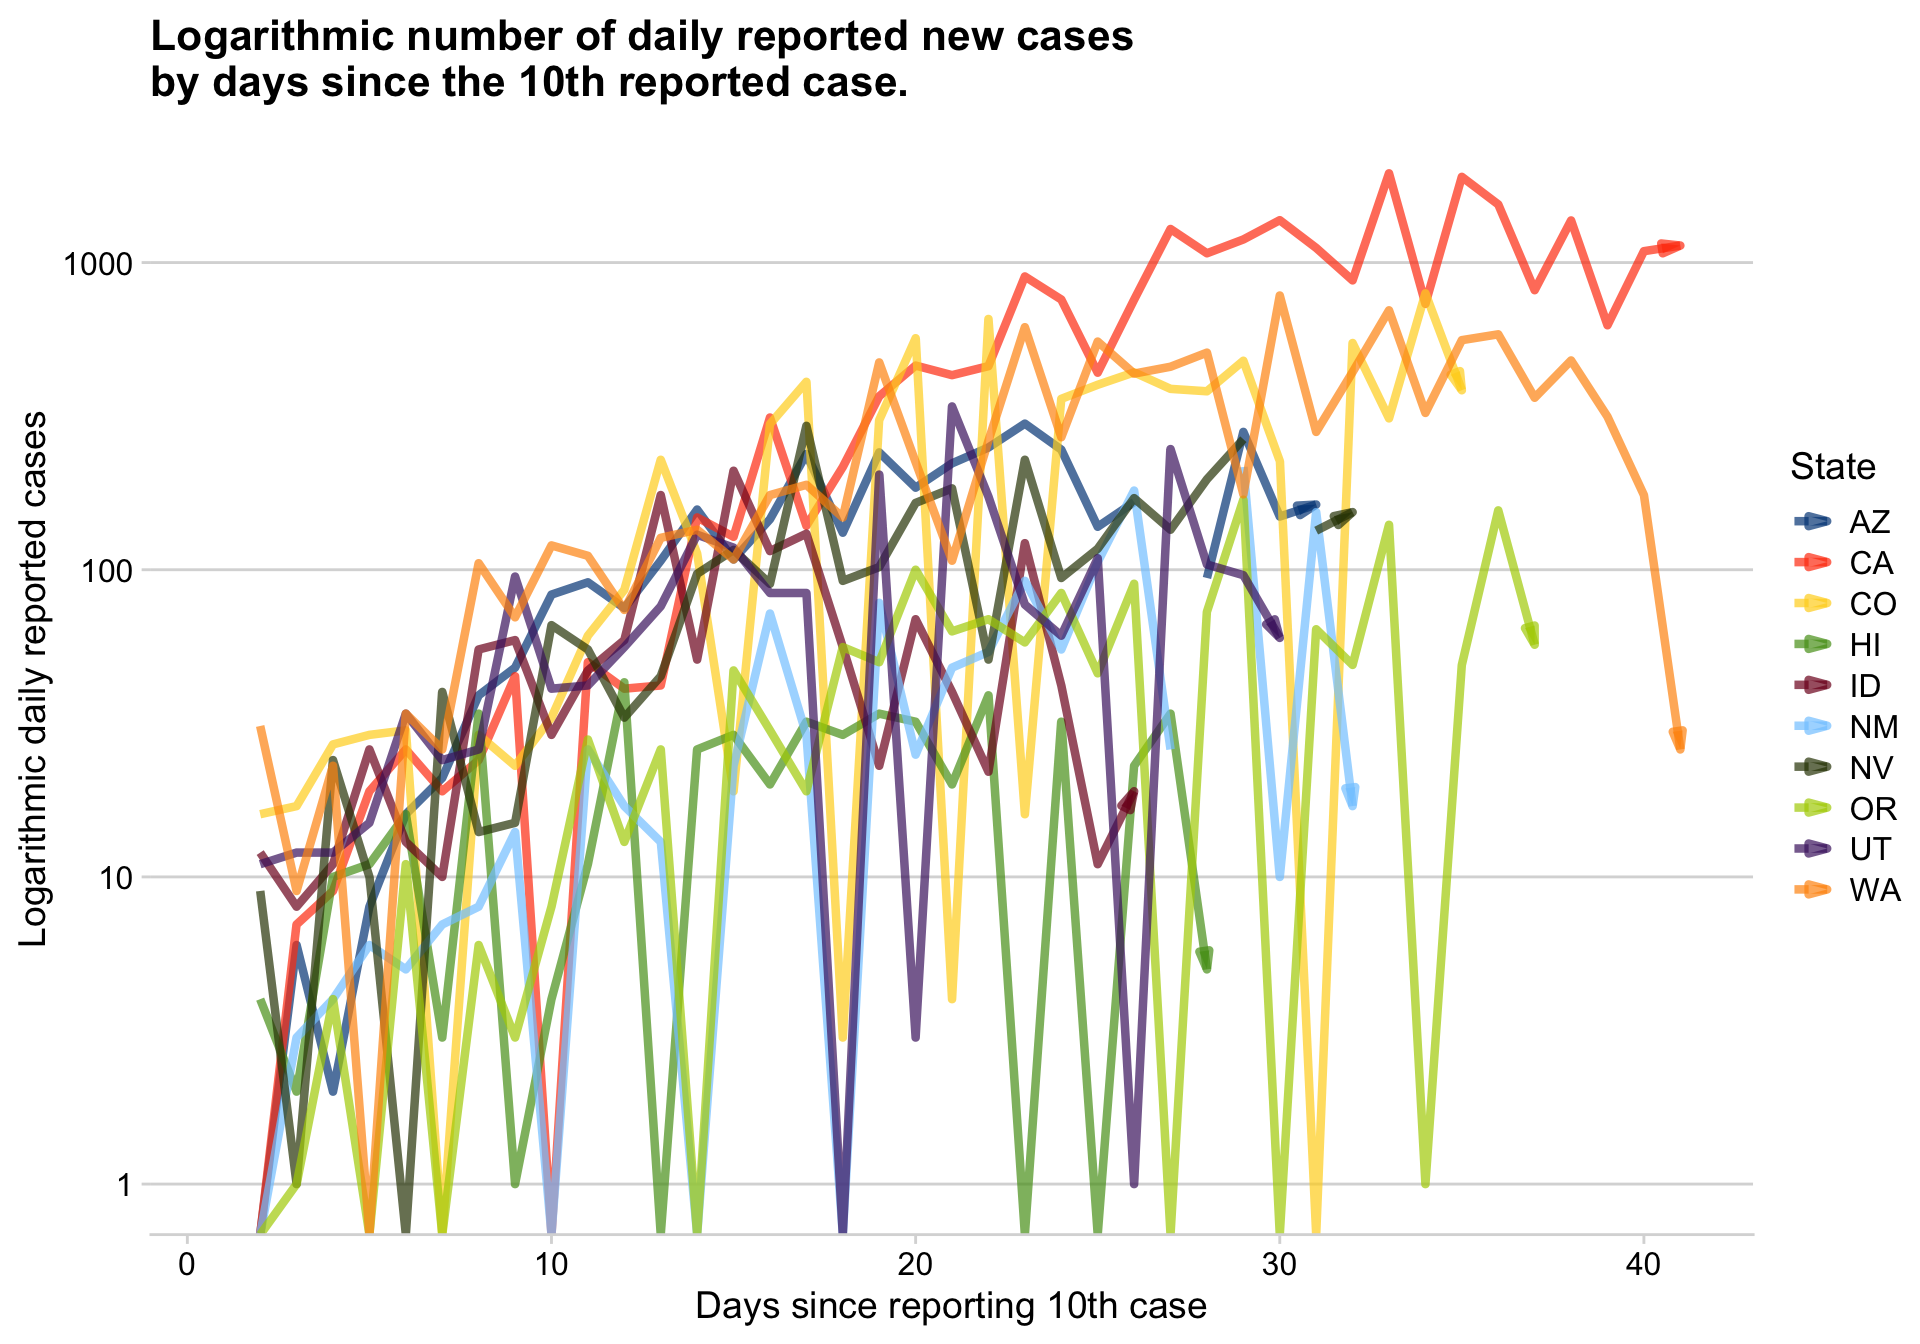 Logarithmic number of daily reported new cases
by days since the 10th reported case.
Logarithmic daily reported cases
1000
100
10
1
0
10
20
30
40
Days since reporting 10th case
State
AZ
CA
CO
HI
ID
NM
NV
OR
UT
WA